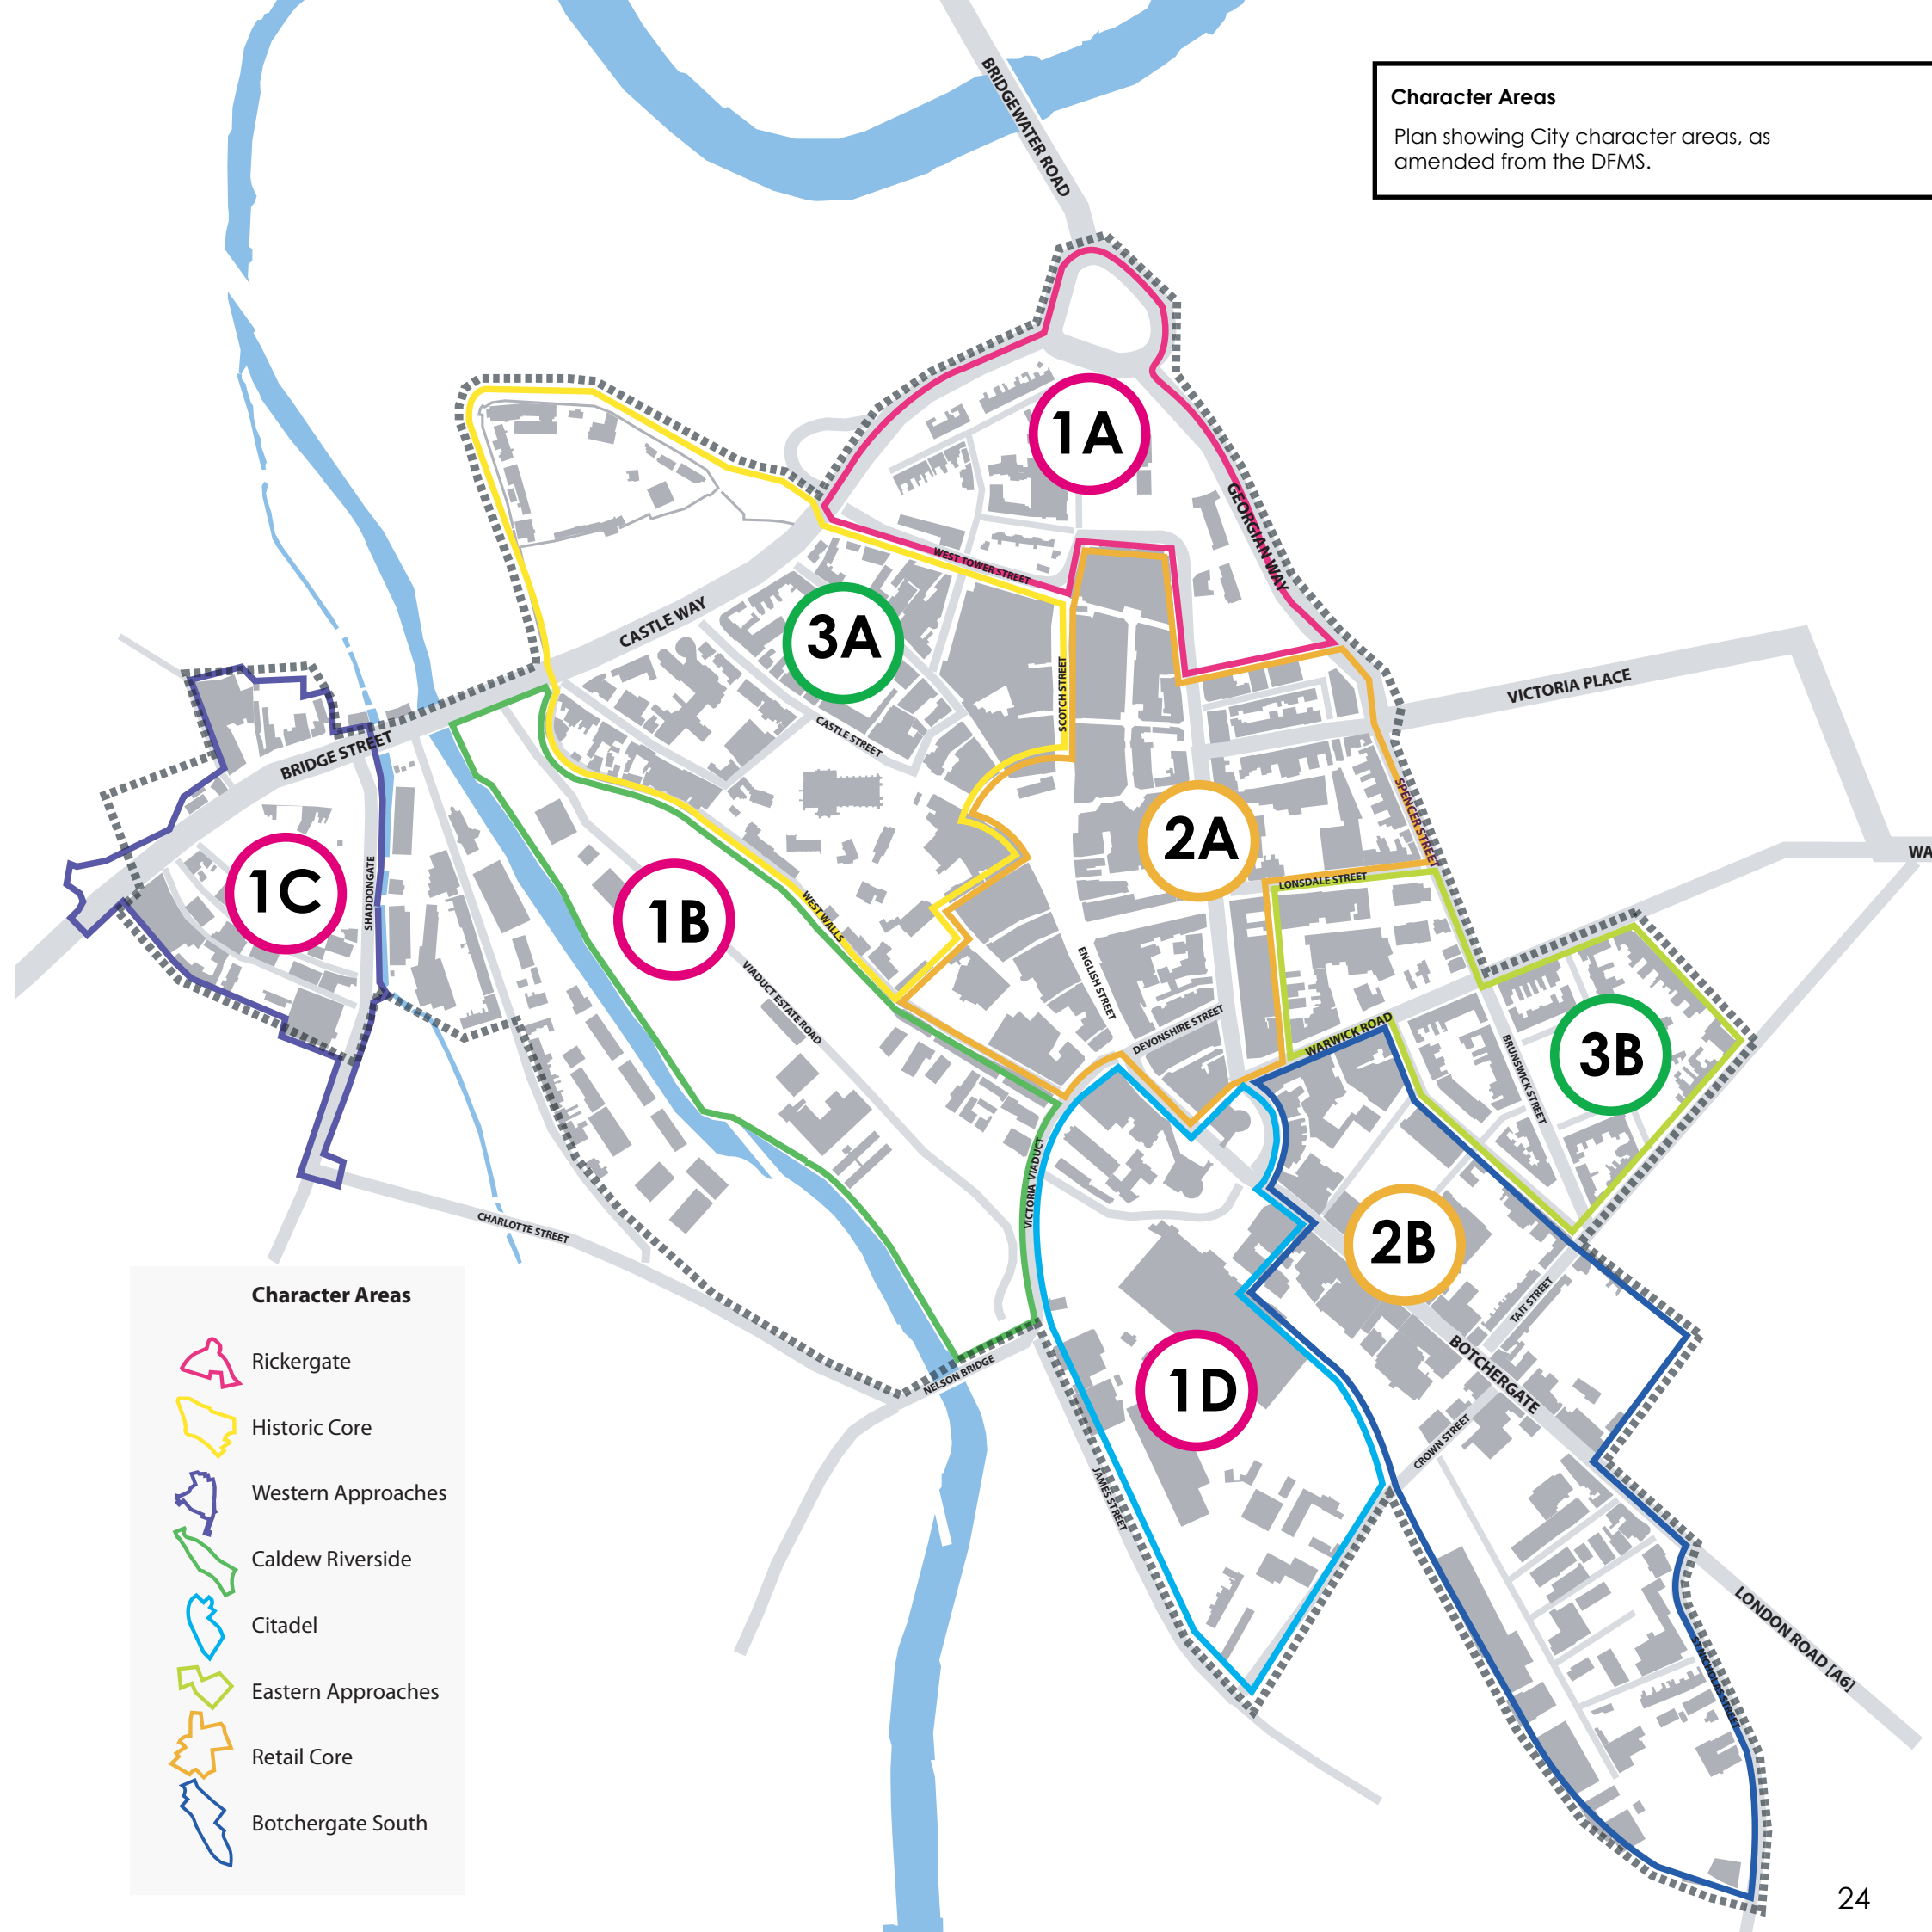 Character Areas
Plan showing City character areas, as
amended from the DFMS.
BRIDGEWATER ROAD
1A
GEORGIAN WAY
WEST TOWER STREET
CASTLE WAY
3A
SCOTCH STREET
CASTLE STREET
VICTORIA PLACE
BRIDGE STREET
SPENCER STREET
2A
WA
LONSDALE STREET
1C
SHADDONGATE
1B
WEST WALLS
VIADUCT ESTATE ROAD
ENGLISH STREET
DEVONSHIRE STREET
WARWICK ROAD
BRUNSWICK STREET
3B
VICTORIA VIADUCT
CHARLOTTE STREET
2B
TAIT STREET
BOTCHERGATE
NELSON BRIDGE
1D
CROWN STREET
JAMES STREET
LONDON ROAD [A6]
ST NICHOLAS STREET
Character Areas
Rickergate
Historic Core
Western Approaches
Caldew Riverside
Citadel
Eastern Approaches
Retail Core
Botchergate South
24